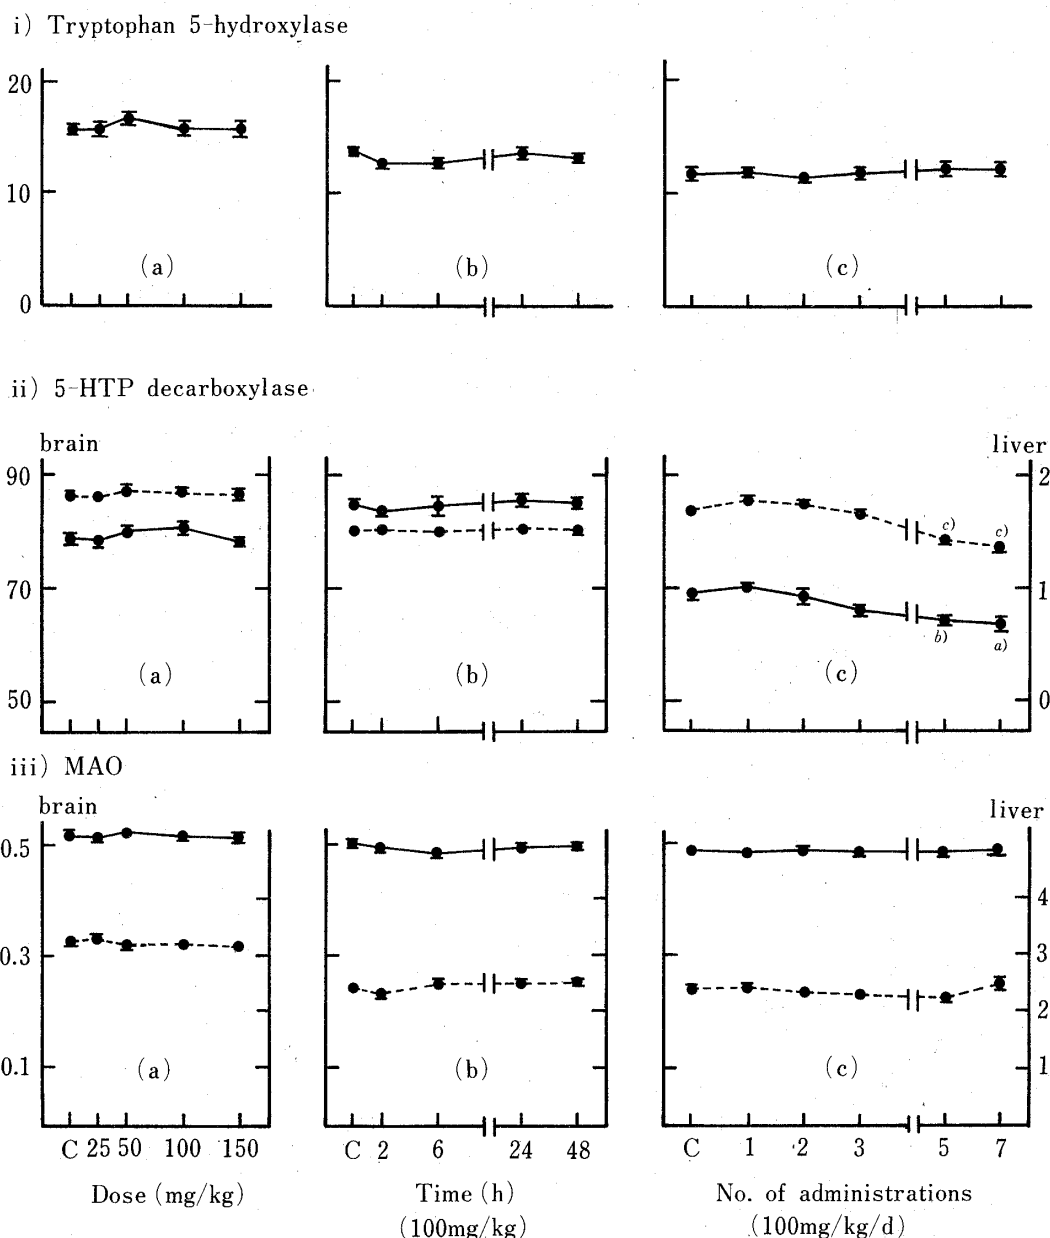 i) Tryptophan 5-hydroxylase
20
10
0
(a)
(b)
(c)
ii) 5-HTP decarboxylase
brain
liver
90
70
50
2
1
0
c)
c)
b)
a)
(a)
(b)
(c)
iii) MAO
brain
liver
0.5
0.3
0.1
4
3
2
1
(a)
(b)
(c)
C 25 50 100 150
C 2 6 24 48
C 1 2 3 5 7
Dose (mg/kg)
Time (h)
(100mg/kg)
No. of administrations
(100mg/kg/d)